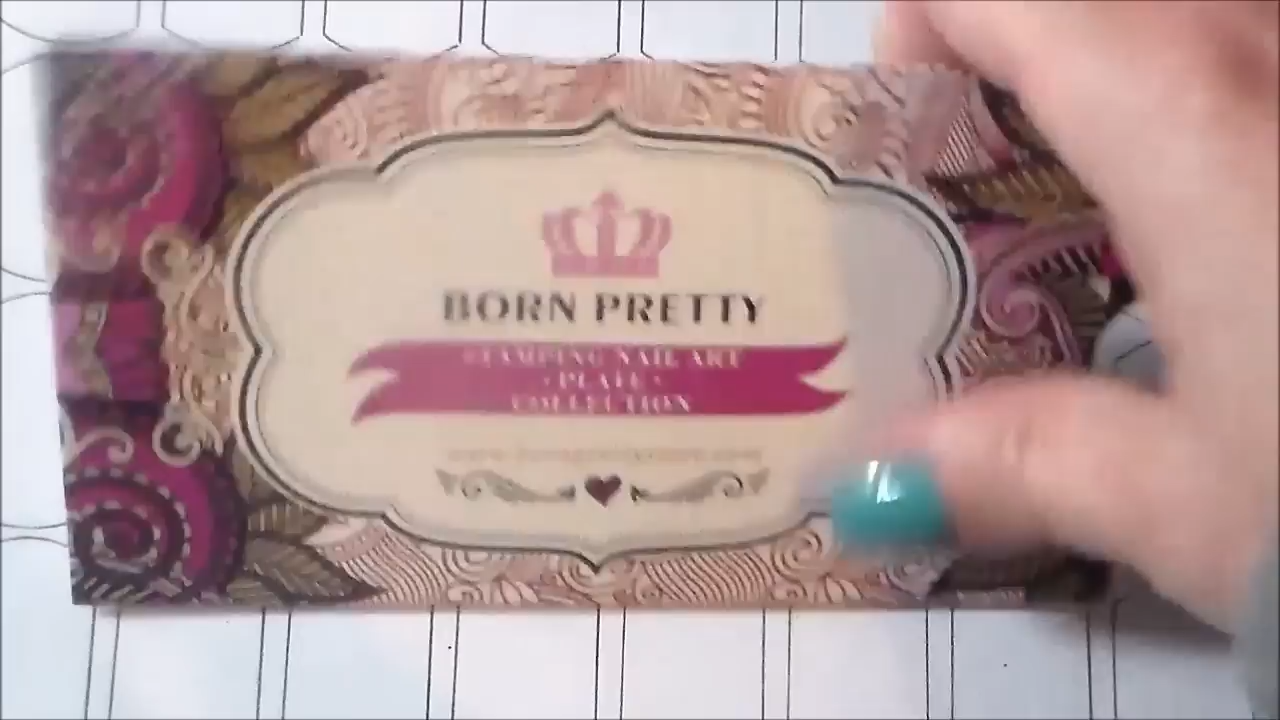 BORN PRETTY
STAMPING NAIL ART
• PLATE •
COLLECTION